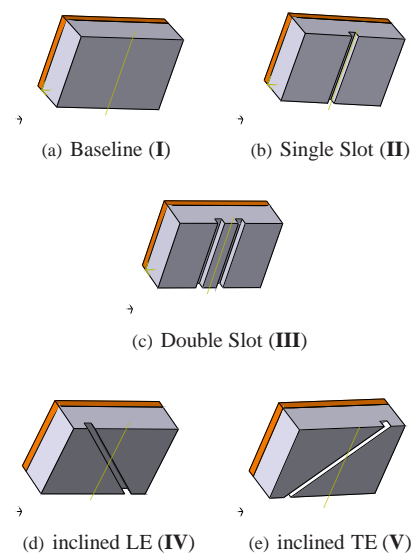 (a) Baseline (I)
(b) Single Slot (II)
(c) Double Slot (III)
(d) inclined LE (IV)
(e) inclined TE (V)